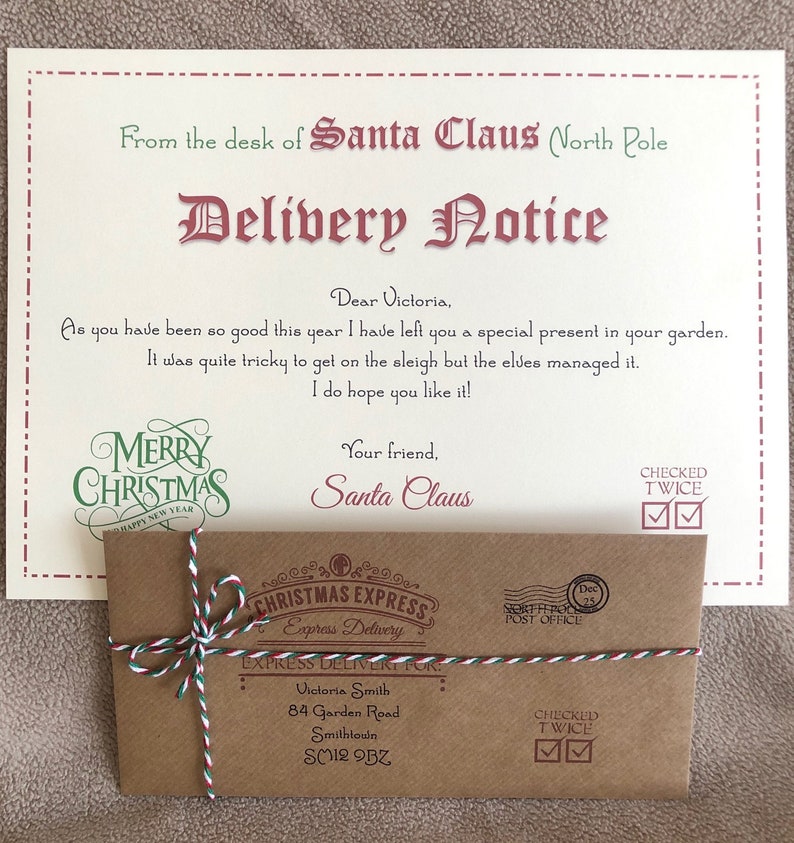 From the desk of Santa Claus North Pole
Delivery Notice
Dear Victoria,
As you have been so good this year I have left you a special present in your garden.
It was quite tricky to get on the sleigh but the elves managed it.
I do hope you like it!
Your friend,
Santa Claus
MERRY
CHRISTMAS
HAPPY NEW YEAR
CHECKED
TWICE
NP
CHRISTMAS EXPRESS
Express Delivery
EXPRESS DELIVERY FOR:
Victoria Smith
84 Garden Road
Smithtown
SM12 9BZ
Dec
25
NORTH POLE
POST OFFICE
CHECKED
TWICE